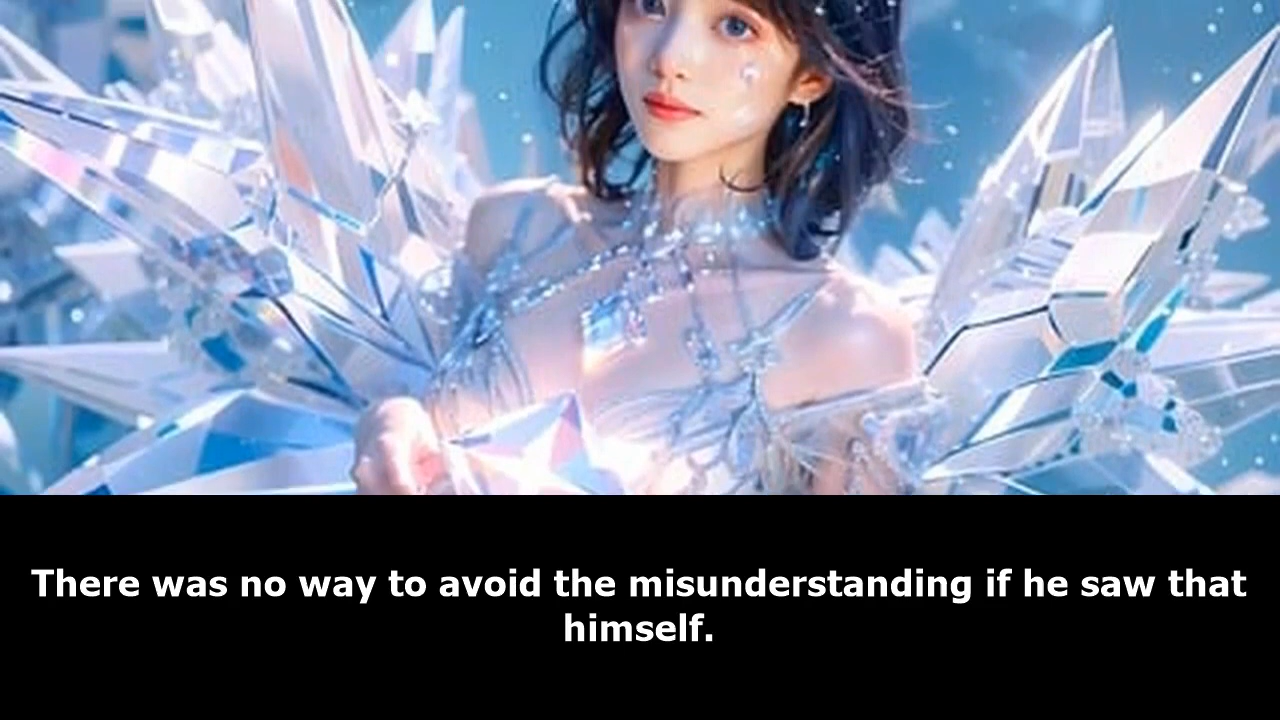 There was no way to avoid the misunderstanding if he saw that
himself.